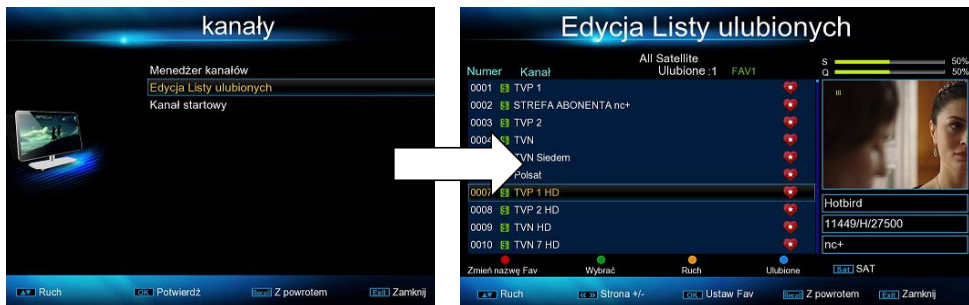 kanały
Menedżer kanałów
Edycja Listy ulubionych
Kanał startowy
Ruch
OK Potwierdź
Recall Z powrotem
Exit Zamknij
Edycja Listy ulubionych
All Satellite
Numer Kanał Ulubione :1 FAV1
S 50%
Q 50%
0001 S TVP 1
0002 S STREFA ABONENTA nc+
0003 S TVP 2
0004 S TVN
TVN Siedem
Polsat
0007 S TVP 1 HD
0008 S TVP 2 HD
0009 S TVN HD
0010 S TVN 7 HD
Hotbird
11449/H/27500
nc+
Zmień nazwę Fav Wybrać Ruch Ulubione
Sat SAT
Ruch
Strona +/-
OK Ustaw Fav
Recall Z powrotem
Exit Zamknij